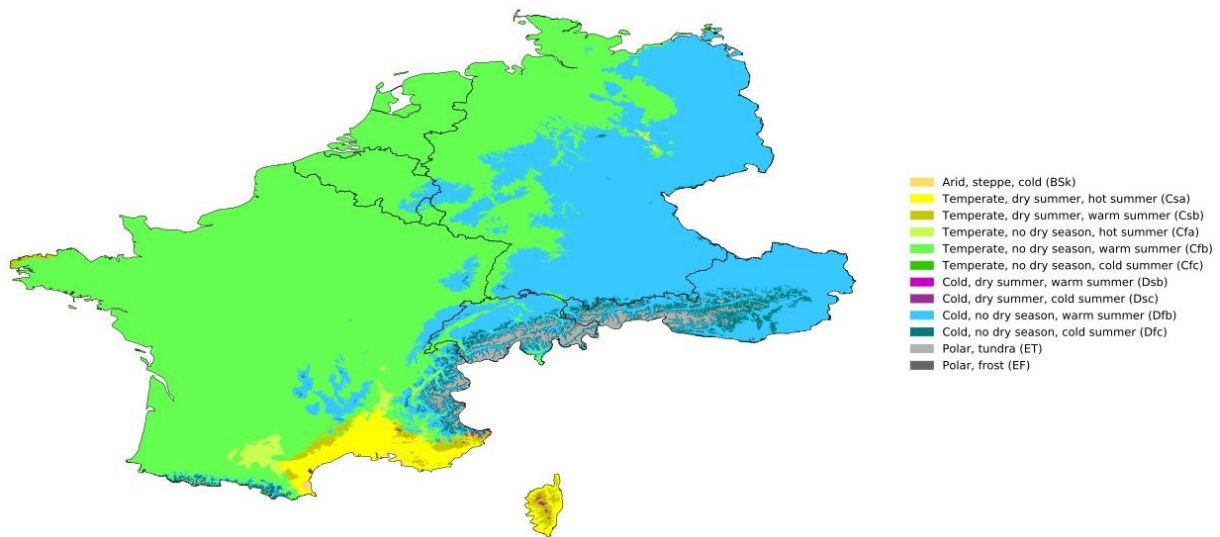 Arid, steppe, cold (BSk)
Temperate, dry summer, hot summer (Csa)
Temperate, dry summer, warm summer (Csb)
Temperate, no dry season, hot summer (Cfa)
Temperate, no dry season, warm summer (Cfb)
Temperate, no dry season, cold summer (Cfc)
Cold, dry summer, warm summer (Dsb)
Cold, dry summer, cold summer (Dsc)
Cold, no dry season, warm summer (Dfb)
Cold, no dry season, cold summer (Dfc)
Polar, tundra (ET)
Polar, frost (EF)